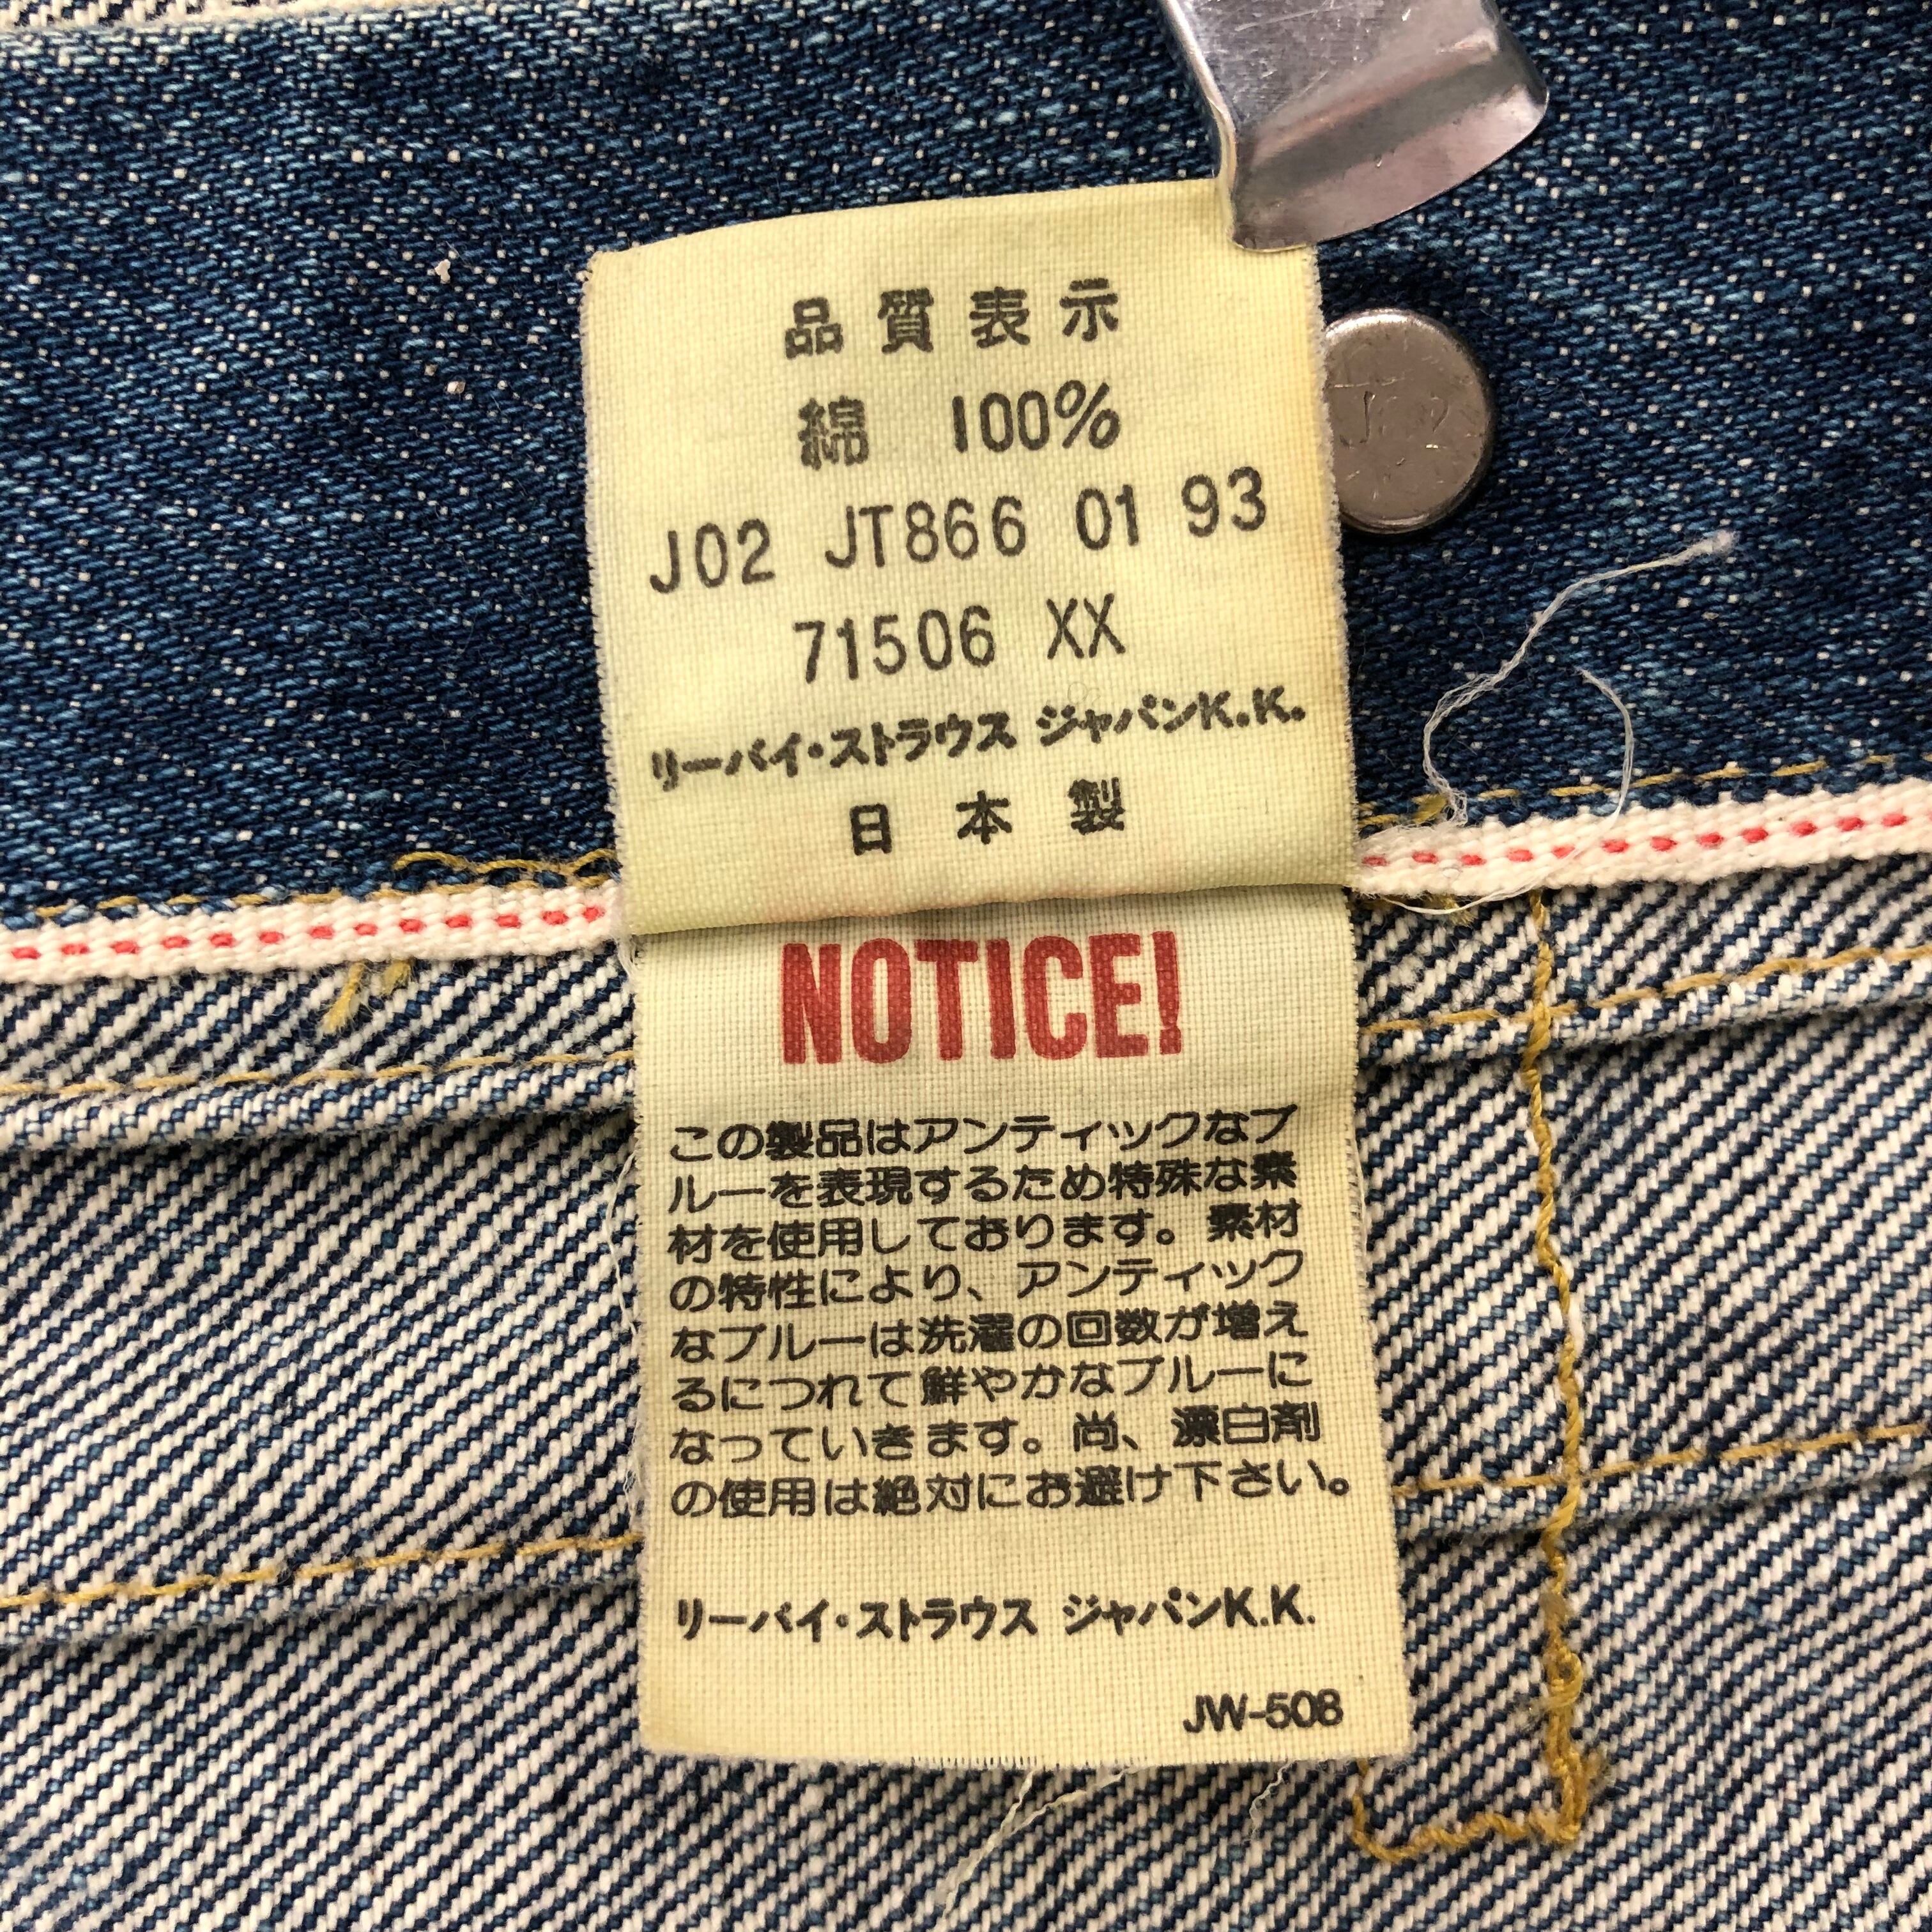 品質表示
綿 100%
J02 JT866 01 93
71506 XX
リーバイ・ストラウス ジャパンK.K.
日本製
NOTICE!
この製品はアンティックなブ
ルーを表現するため特殊な素
材を使用しております。素材
の特性により、アンティック
なブルーは洗濯の回数が増え
るにつれて鮮やかなブルーに
なっていきます。尚、漂白剤
の使用は絶対にお避け下さい。
リーバイ・ストラウス ジャパンK.K.
JW-508